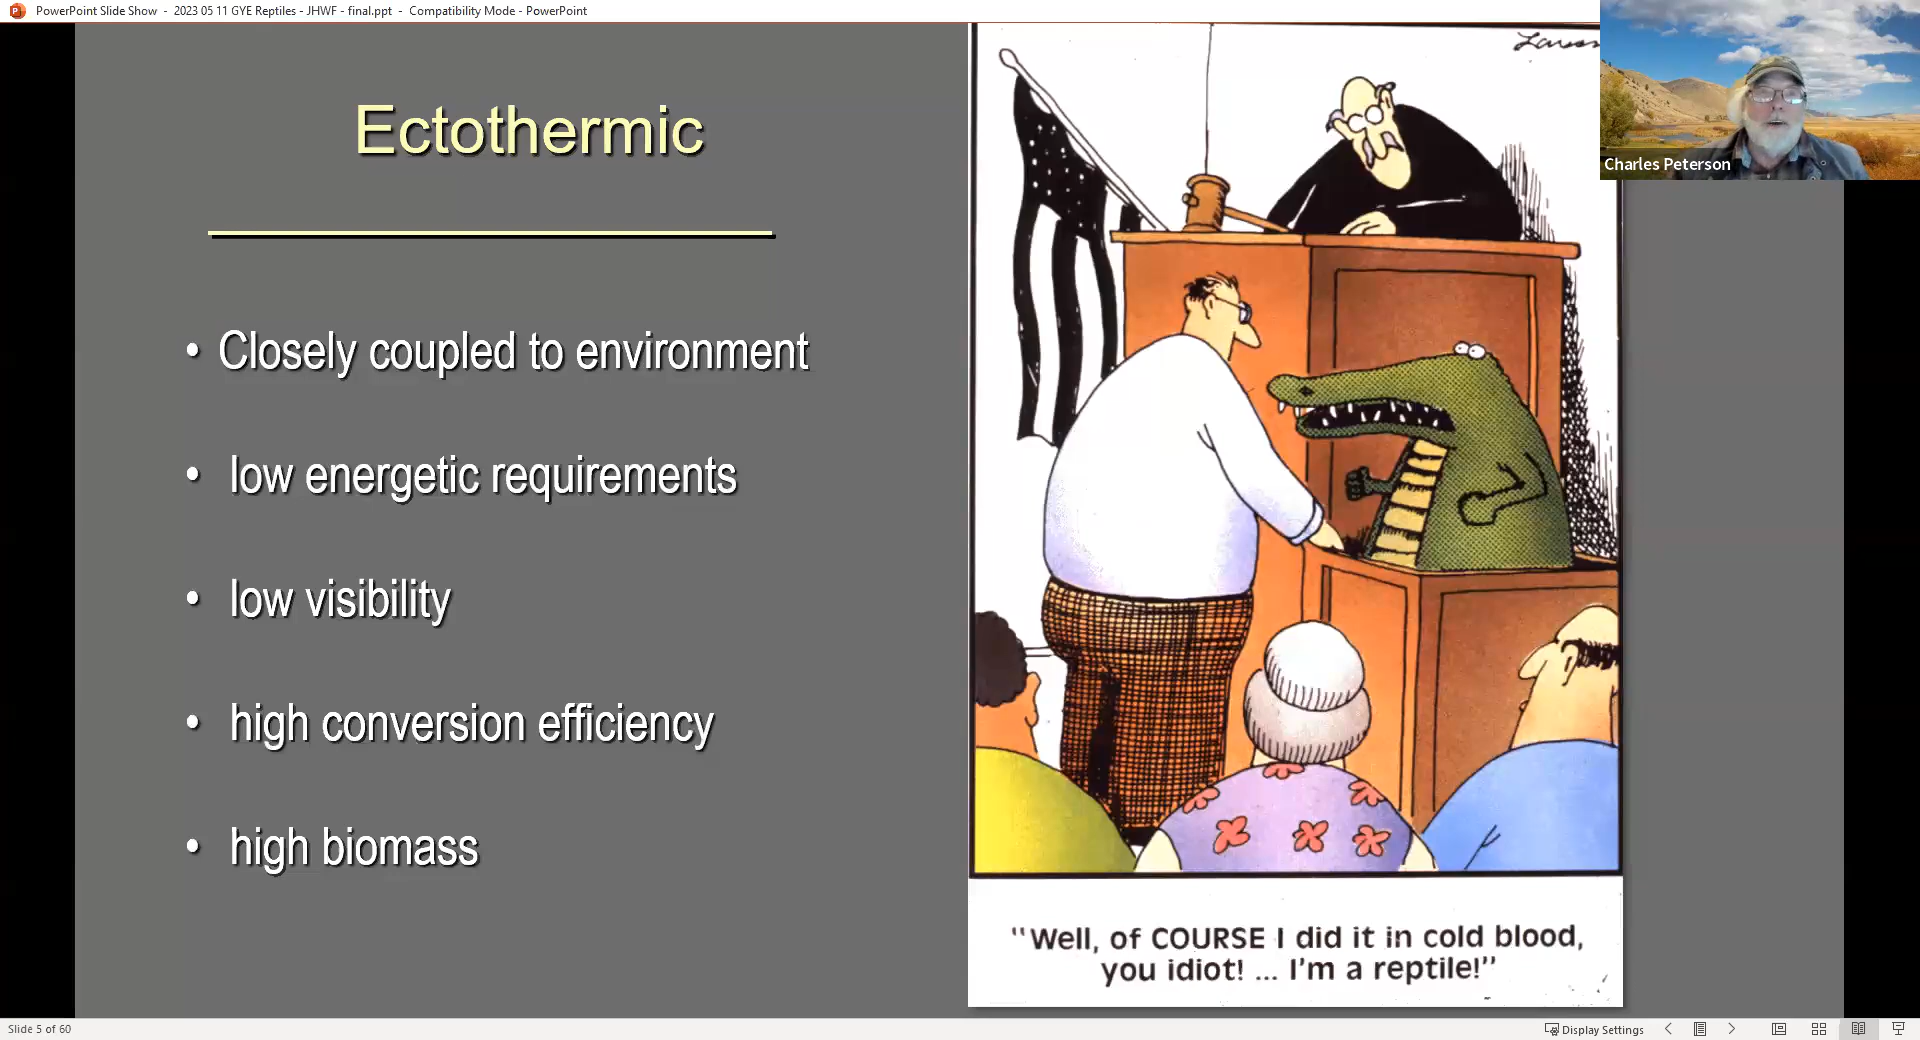 PowerPoint Slide Show - 2023 05 11 GYE Reptiles - JHWF - final.ppt - Compatibility Mode - PowerPoint
Larson
Charles Peterson
Ectothermic
• Closely coupled to environment
• low energetic requirements
• low visibility
• high conversion efficiency
• high biomass
"Well, of COURSE I did it in cold blood,
you idiot! ... I'm a reptile!"
Slide 5 of 60
Display Settings